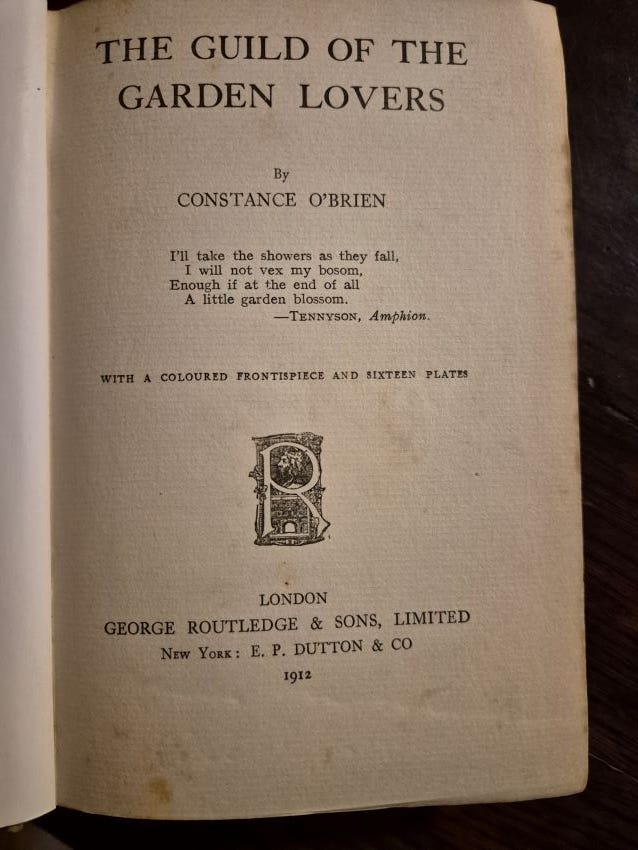 THE GUILD OF THE
GARDEN LOVERS
By
CONSTANCE O'BRIEN
I'll take the showers as they fall,
I will not vex my bosom,
Enough if at the end of all
A little garden blossom.
—TENNYSON, Amphion.
WITH A COLOURED FRONTISPIECE AND SIXTEEN PLATES
R
LONDON
GEORGE ROUTLEDGE & SONS, LIMITED
NEW YORK: E. P. DUTTON & CO
1912